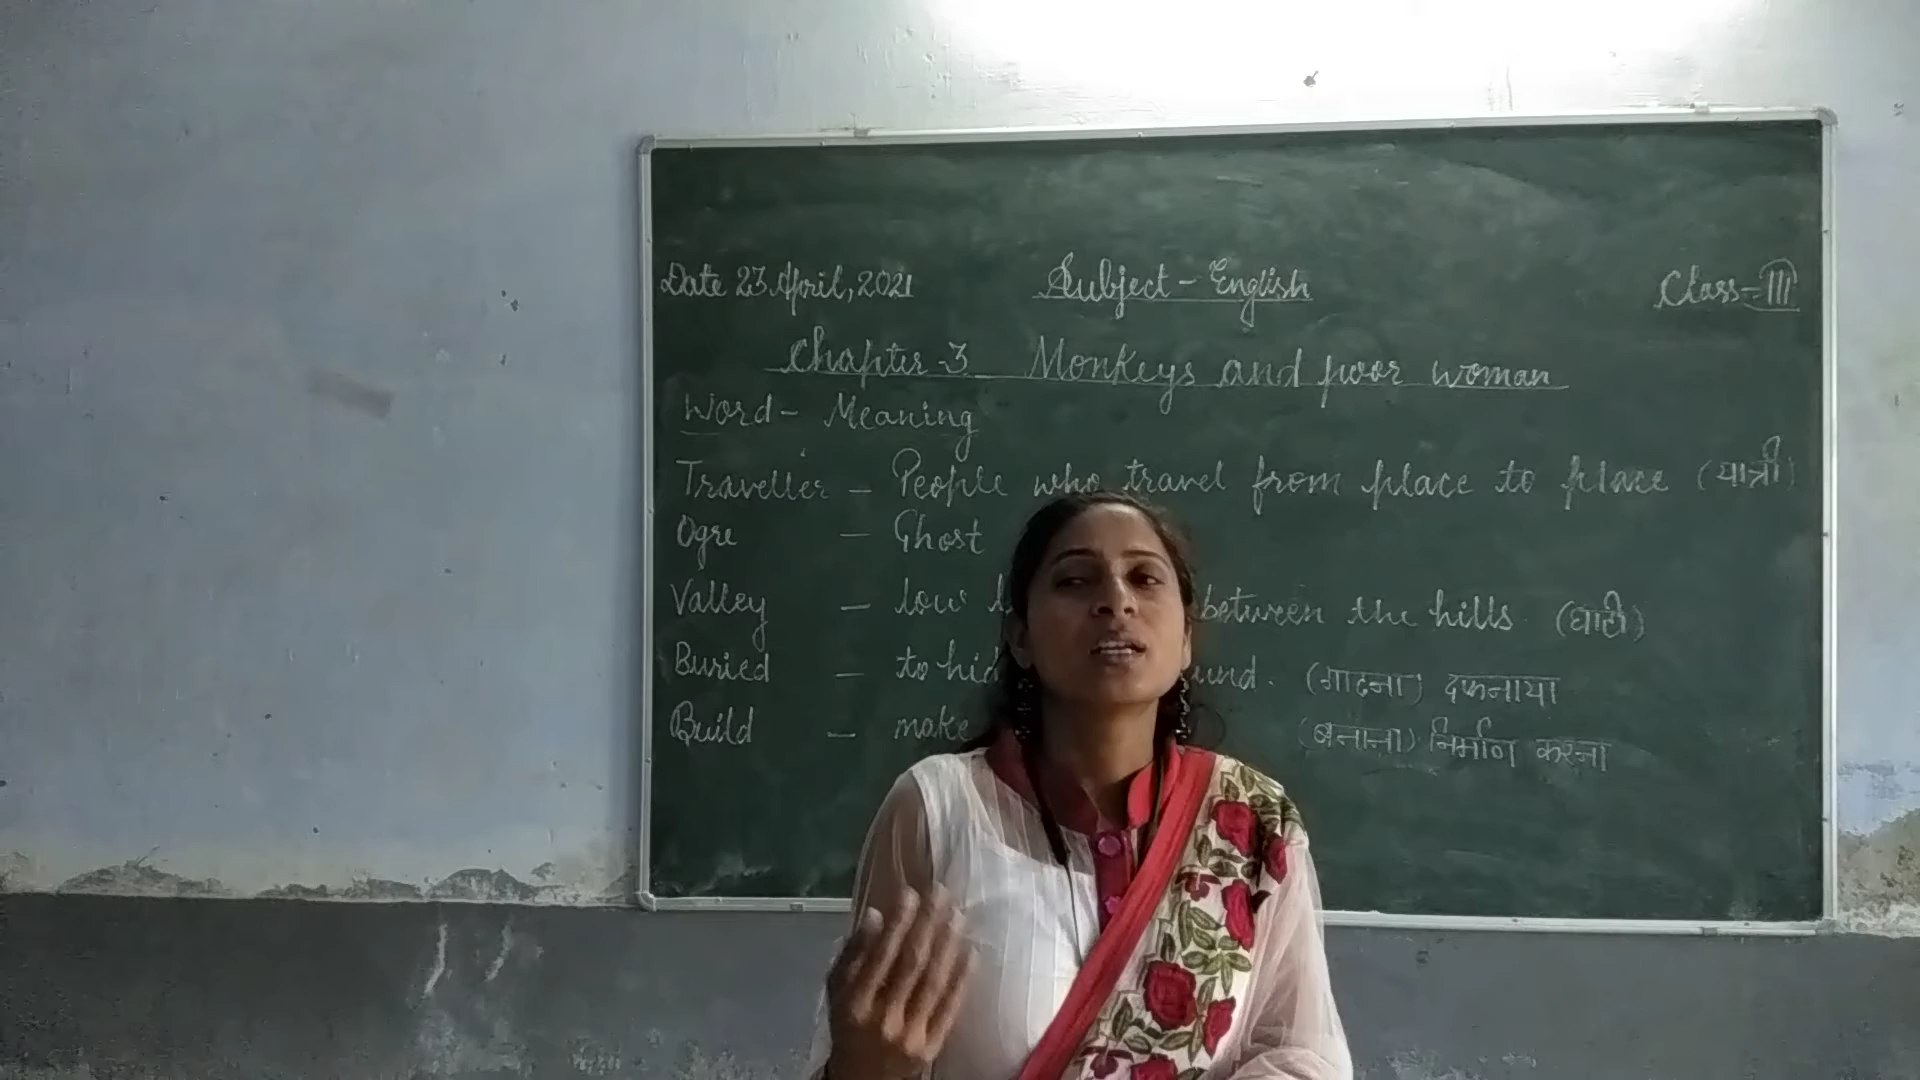 Date 23 April, 2021 Subject - English Class - III
Chapter - 3 Monkeys and poor woman
Word - Meaning
Traveller - People who travel from place to place (यात्री)
Ogre - Ghost
Valley - low between the hills. (घाटी)
Buried - to hid und. (गाढना) दफनाया
Build - make (बनाना) निर्माण करना